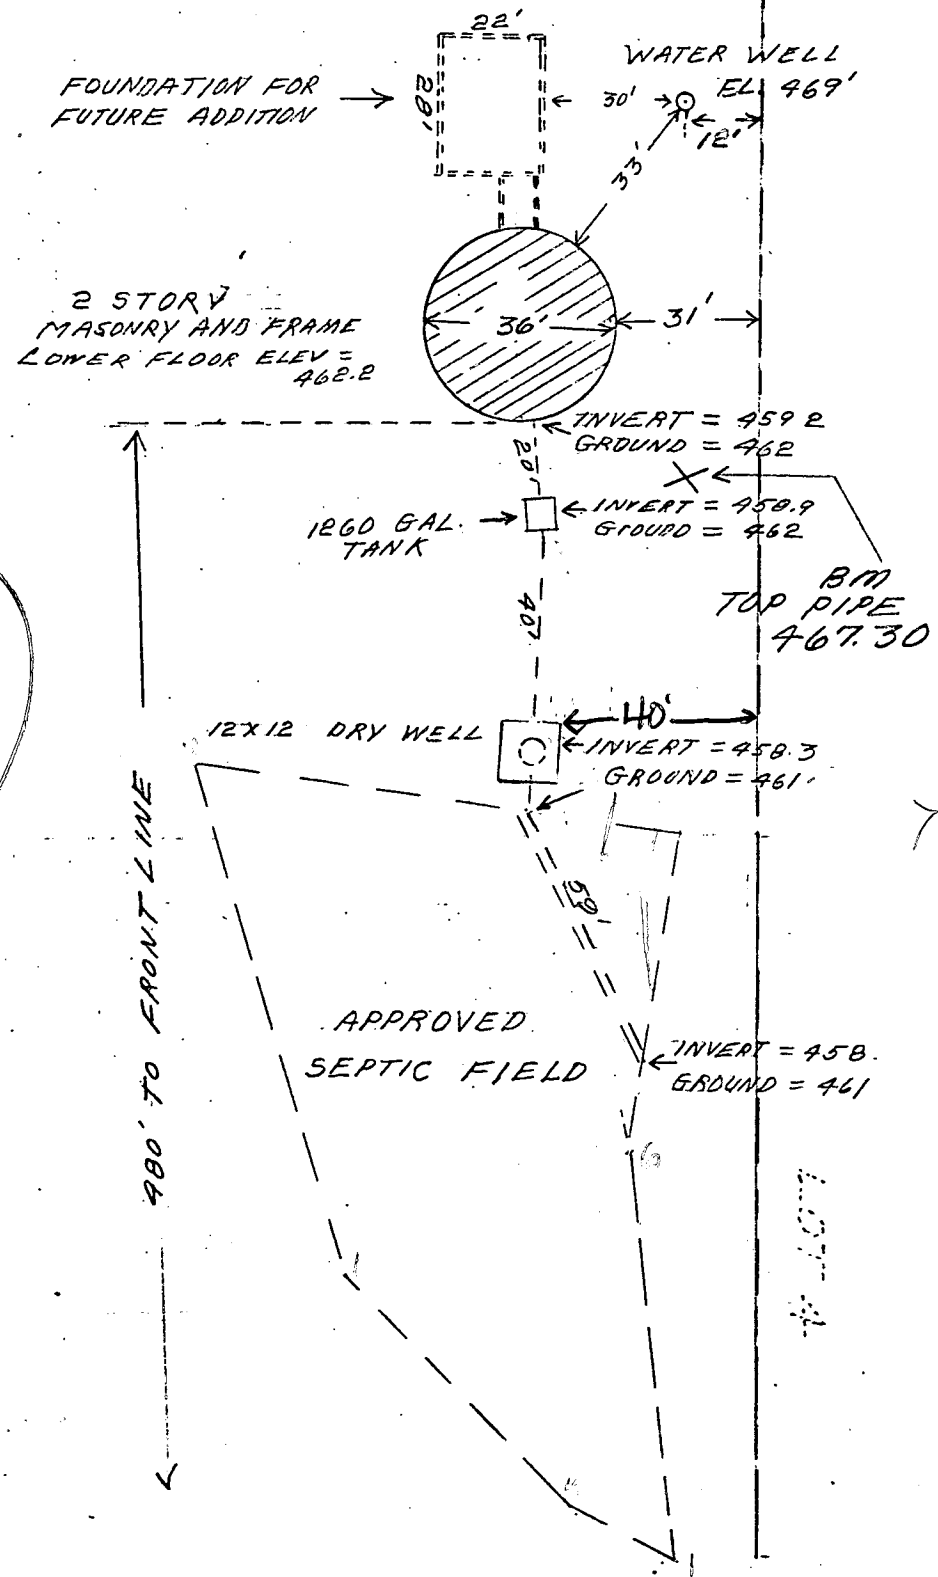 22'
WATER WELL
EL. 469'
FOUNDATION FOR
FUTURE ADDITION
28'
30'
12'
33'
2 STORY
MASONRY AND FRAME
LOWER FLOOR ELEV =
462.2
36'
31'
INVERT = 459 2
GROUND = 462
20'
INVERT = 458.9
GROUND = 462
1260 GAL.
TANK
BM
TOP PIPE
467.30
40'
40'
12X12 DRY WELL
INVERT = 458.3
GROUND = 461
59'
480' TO FRONT LINE
APPROVED
SEPTIC FIELD
INVERT = 458.
GROUND = 461
6
LOT